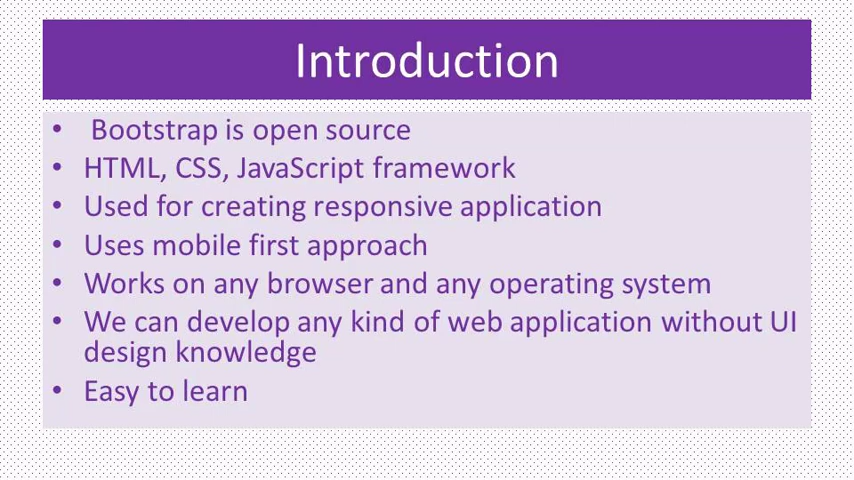 Introduction
• Bootstrap is open source
• HTML, CSS, JavaScript framework
• Used for creating responsive application
• Uses mobile first approach
• Works on any browser and any operating system
• We can develop any kind of web application without UI
design knowledge
• Easy to learn